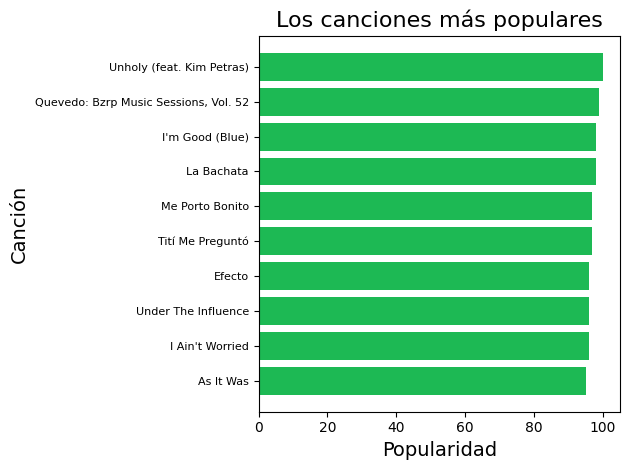 Los canciones más populares
Unholy (feat. Kim Petras)
Quevedo: Bzrp Music Sessions, Vol. 52
I'm Good (Blue)
La Bachata
Me Porto Bonito
Tití Me Preguntó
Efecto
Under The Influence
I Ain't Worried
As It Was
Canción
0 20 40 60 80 100
Popularidad